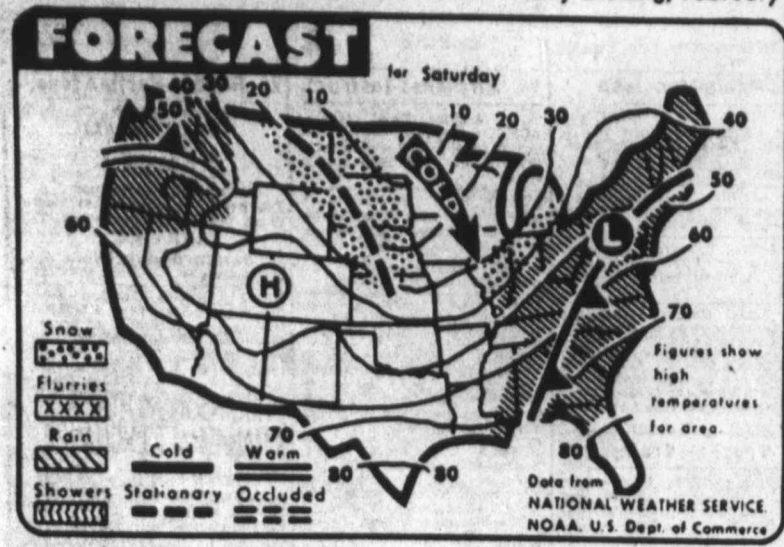 FORECAST
for Saturday
40 30 20 10
50
10 20 30 40
COLD
50
60
L
60
H
70
Snow
Flurries
Rain
Showers
Cold
Warm
Stationary
Occluded
70
80
80
80
Figures show
high
temperatures
for area.
Data from
NATIONAL WEATHER SERVICE.
NOAA. U.S. Dept. of Commerce